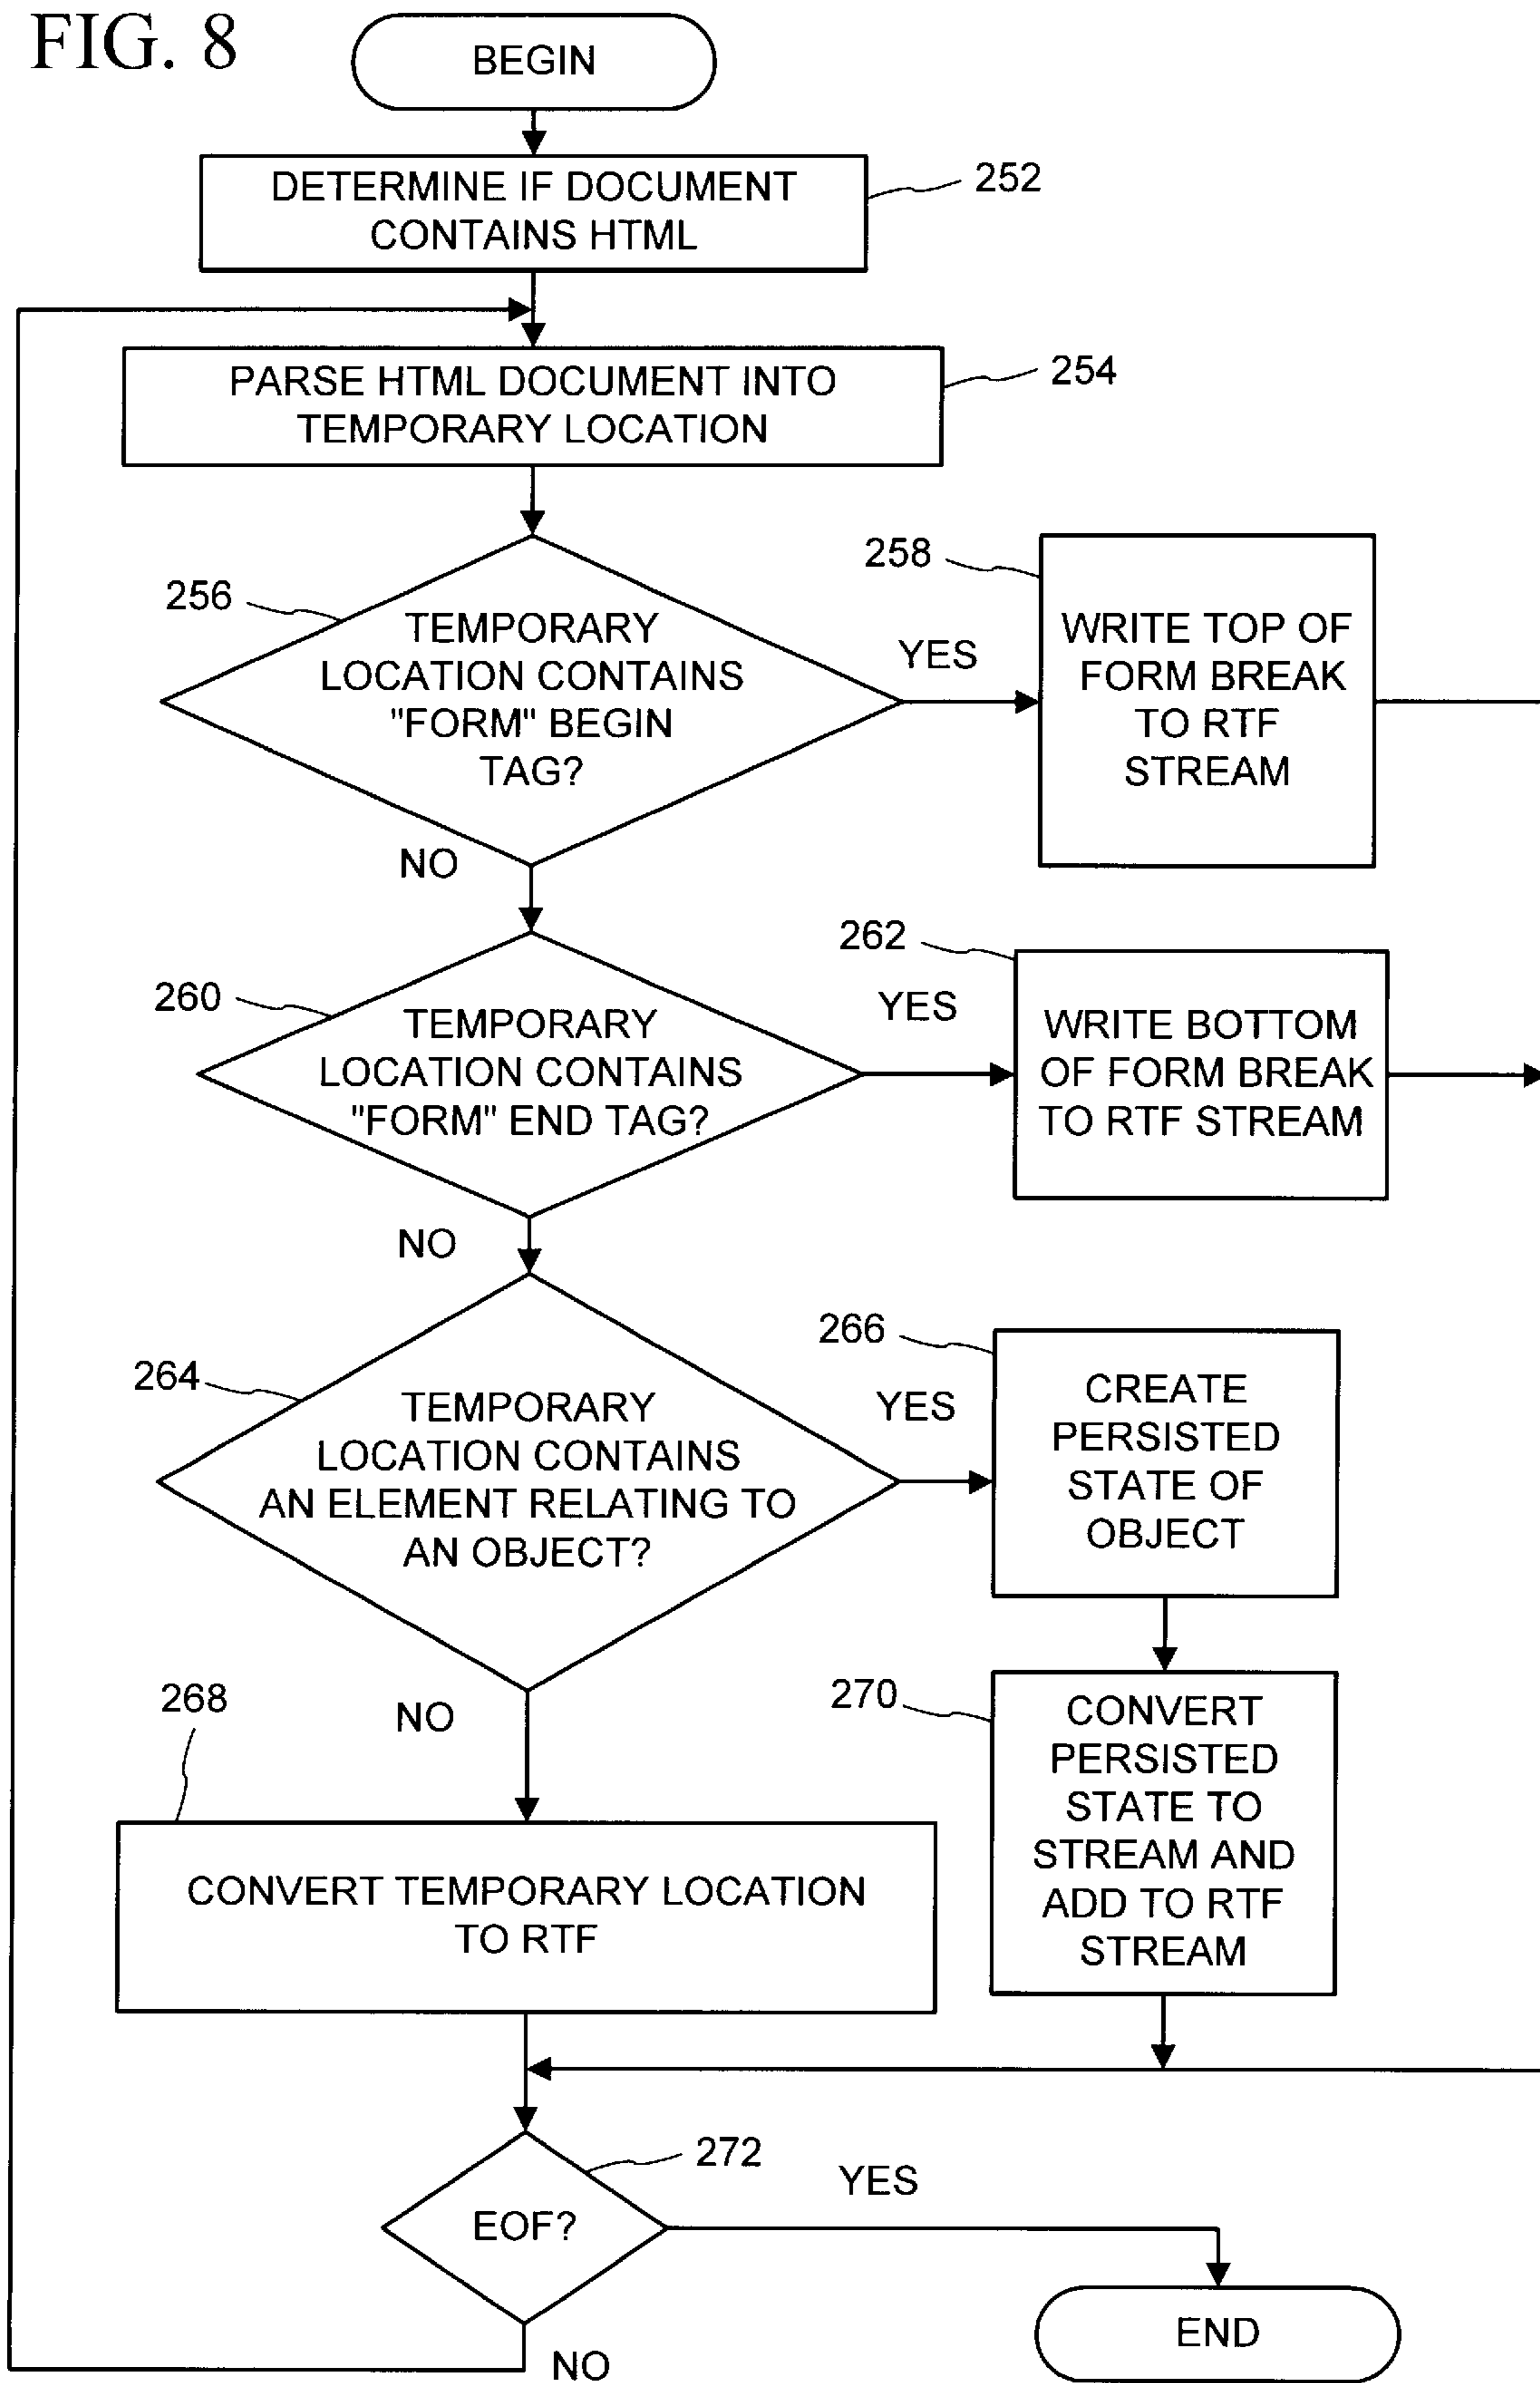 FIG. 8
BEGIN
DETERMINE IF DOCUMENT
CONTAINS HTML
252
PARSE HTML DOCUMENT INTO
TEMPORARY LOCATION
254
256
TEMPORARY
LOCATION CONTAINS
"FORM" BEGIN
TAG?
YES
258
WRITE TOP OF
FORM BREAK
TO RTF
STREAM
NO
260
TEMPORARY
LOCATION CONTAINS
"FORM" END TAG?
YES
262
WRITE BOTTOM
OF FORM BREAK
TO RTF STREAM
NO
264
TEMPORARY
LOCATION CONTAINS
AN ELEMENT RELATING TO
AN OBJECT?
YES
266
CREATE
PERSISTED
STATE OF
OBJECT
NO
268
CONVERT TEMPORARY LOCATION
TO RTF
270
CONVERT
PERSISTED
STATE TO
STREAM AND
ADD TO RTF
STREAM
272
EOF?
YES
END
NO